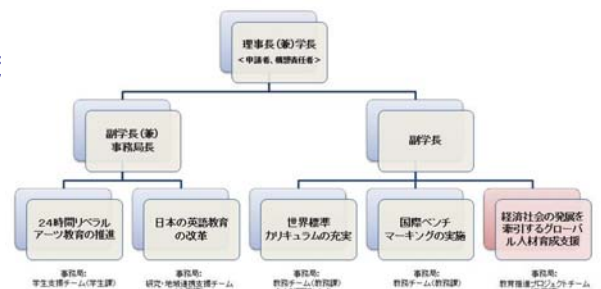 理事長(兼)学長
<申請者、構想責任者>
副学長(兼)
事務局長
副学長
24時間リベラル
アーツ教育の推進
日本の英語教育
の改革
世界標準
カリキュラムの充実
国際ベンチ
マーキングの実施
経済社会の発展を
牽引するグローバ
ル人材育成支援
事務局:
学生支援チーム(学生課)
事務局:
研究・地域連携支援チーム
事務局:
教務チーム(教務課)
事務局:
教務チーム(教務課)
事務局:
教育推進プロジェクトチーム